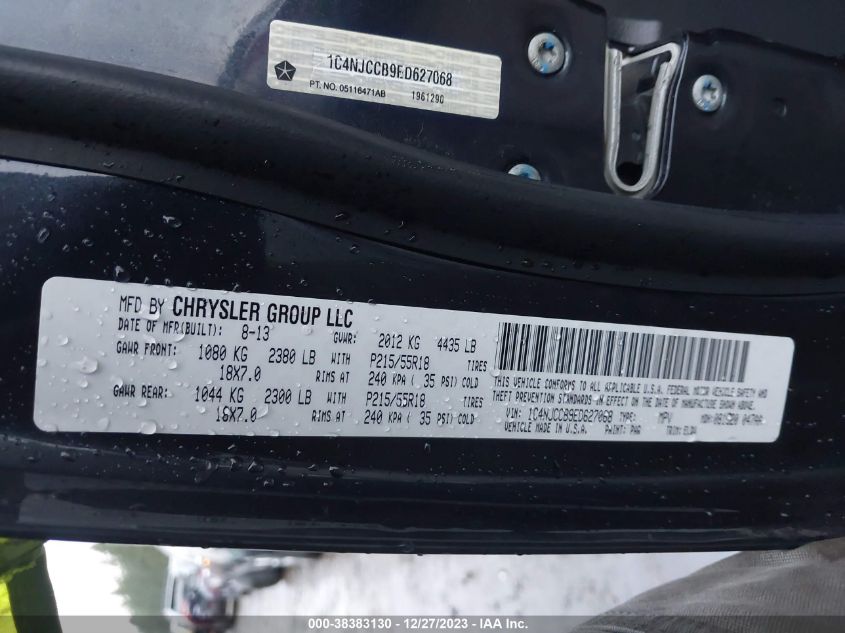 1C4NJCCB9ED627068
PT. NO. 05116471AB 1961290
MFD BY CHRYSLER GROUP LLC
DATE OF MFR(BUILT): 8-13 GVWR: 2012 KG 4435 LB
GAWR FRONT: 1080 KG 2380 LB WITH P215/55R18 TIRES
18X7.0 RIMS AT 240 KPA ( 35 PSI) COLD
GAWR REAR: 1044 KG 2300 LB WITH P215/55R18 TIRES
18X7.0 RIMS AT 240 KPA ( 35 PSI) COLD
THIS VEHICLE CONFORMS TO ALL APPLICABLE U.S.A. FEDERAL MOTOR VEHICLE SAFETY AND
THEFT PREVENTION STANDARDS IN EFFECT ON THE DATE OF MANUFACTURE SHOWN ABOVE.
VIN: 1C4NJCCB9ED627068 TYPE: MPV MDH:
VEHICLE MADE IN U.S.A. PAINT: TRIM:
000-38383130 - 12/27/2023 - IAA Inc.